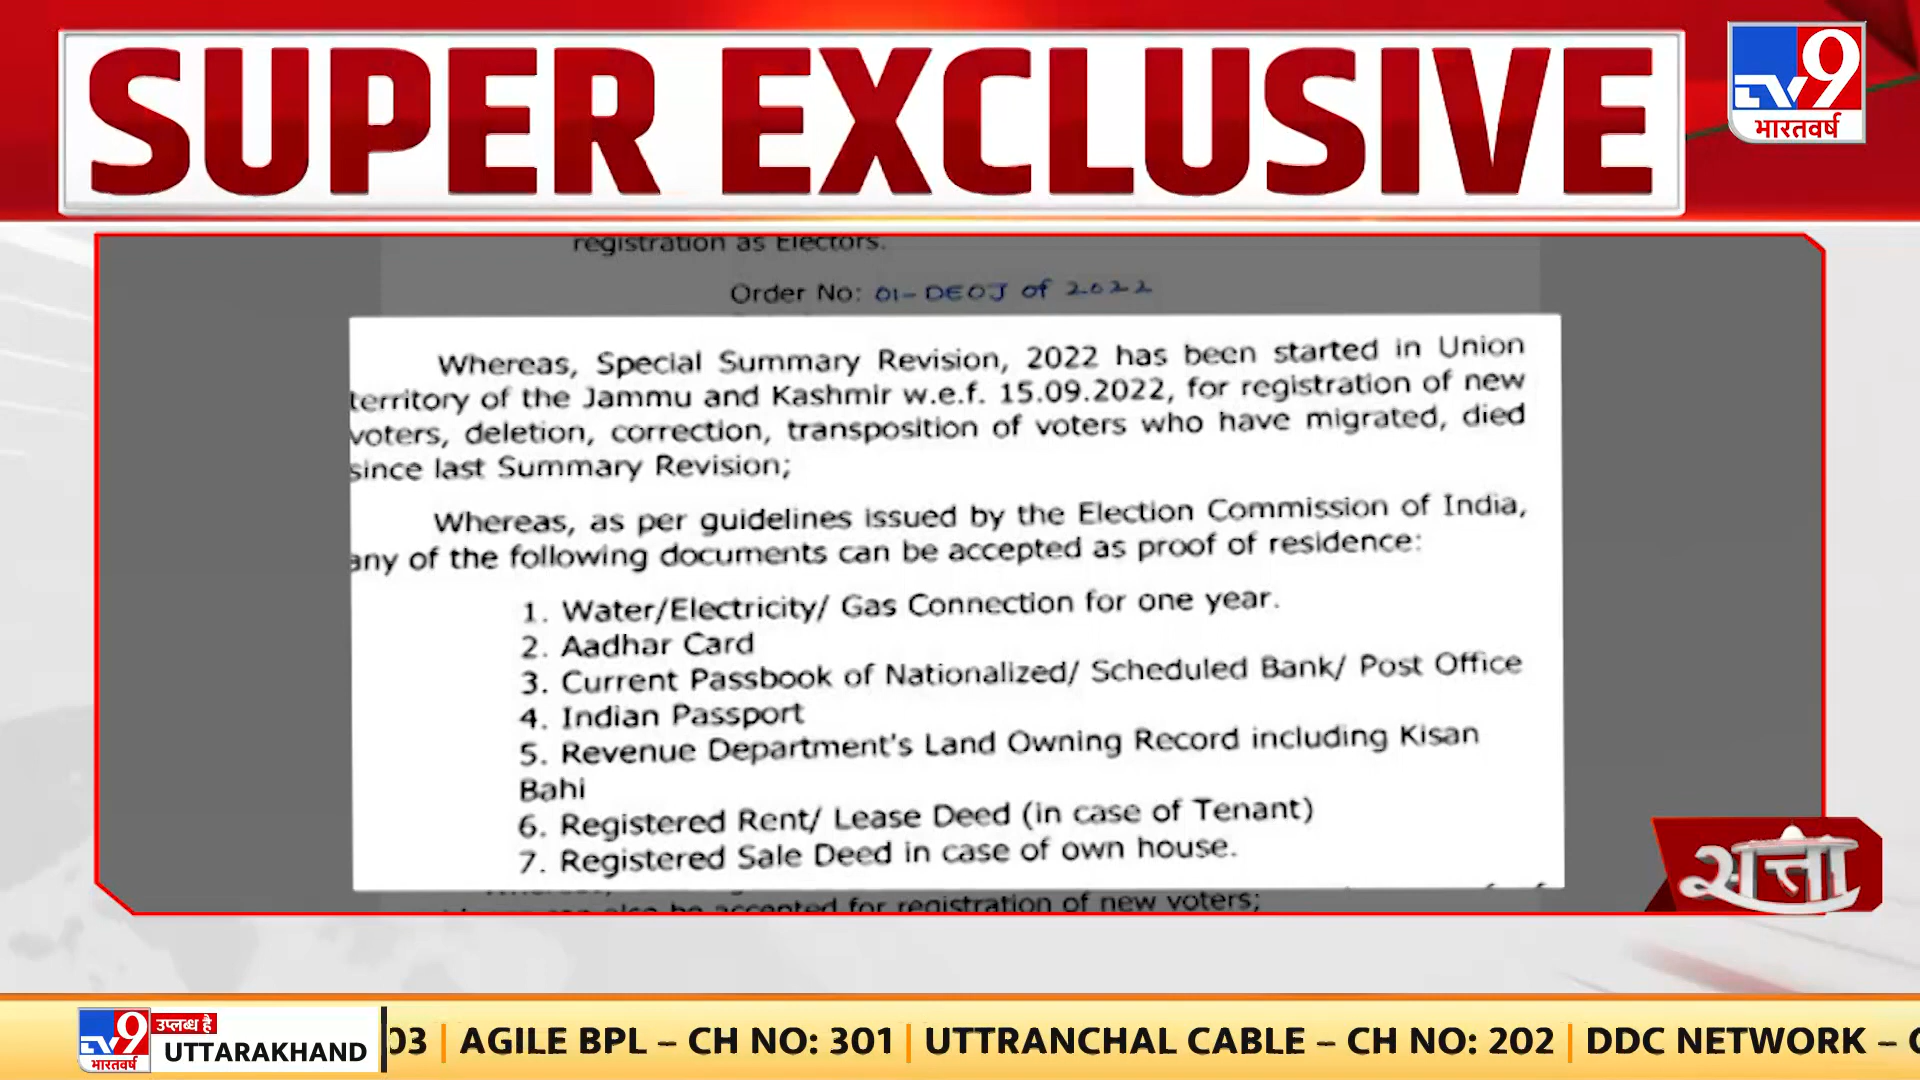 SUPER EXCLUSIVE
TV9
भारतवर्ष
registration as Electors.
Order No: 01-DEOJ of 2022
Whereas, Special Summary Revision, 2022 has been started in Union
territory of the Jammu and Kashmir w.e.f. 15.09.2022, for registration of new
voters, deletion, correction, transposition of voters who have migrated, died
since last Summary Revision;
Whereas, as per guidelines issued by the Election Commission of India,
any of the following documents can be accepted as proof of residence:
1. Water/Electricity/ Gas Connection for one year.
2. Aadhar Card
3. Current Passbook of Nationalized/ Scheduled Bank/ Post Office
4. Indian Passport
5. Revenue Department's Land Owning Record including Kisan
Bahi
6. Registered Rent/ Lease Deed (in case of Tenant)
7. Registered Sale Deed in case of own house.
also be accepted for registration of new voters;
सत्ता
TV9
भारतवर्ष
उप्लब्ध है
UTTARAKHAND
03 | AGILE BPL – CH NO: 301 | UTTRANCHAL CABLE – CH NO: 202 | DDC NETWORK –